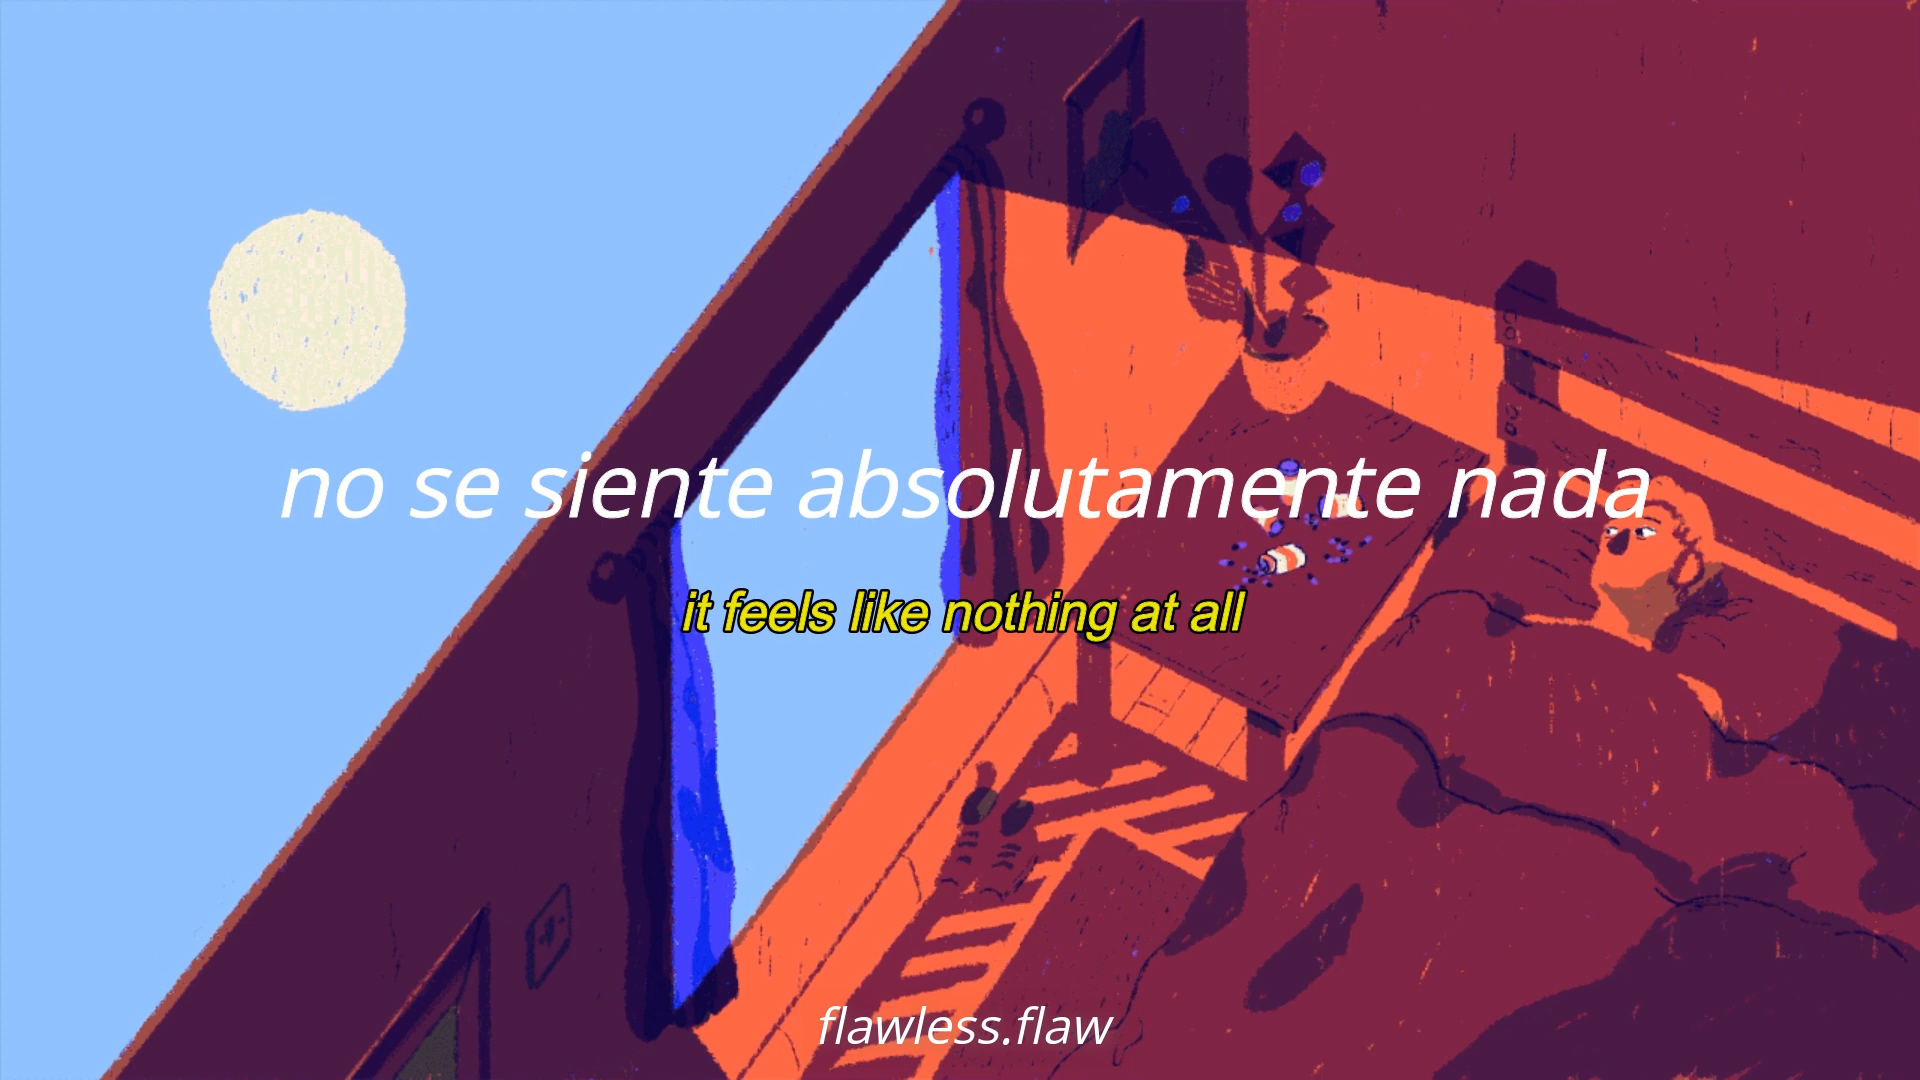 no se siente absolutamente nada
it feels like nothing at all
flawless.flaw